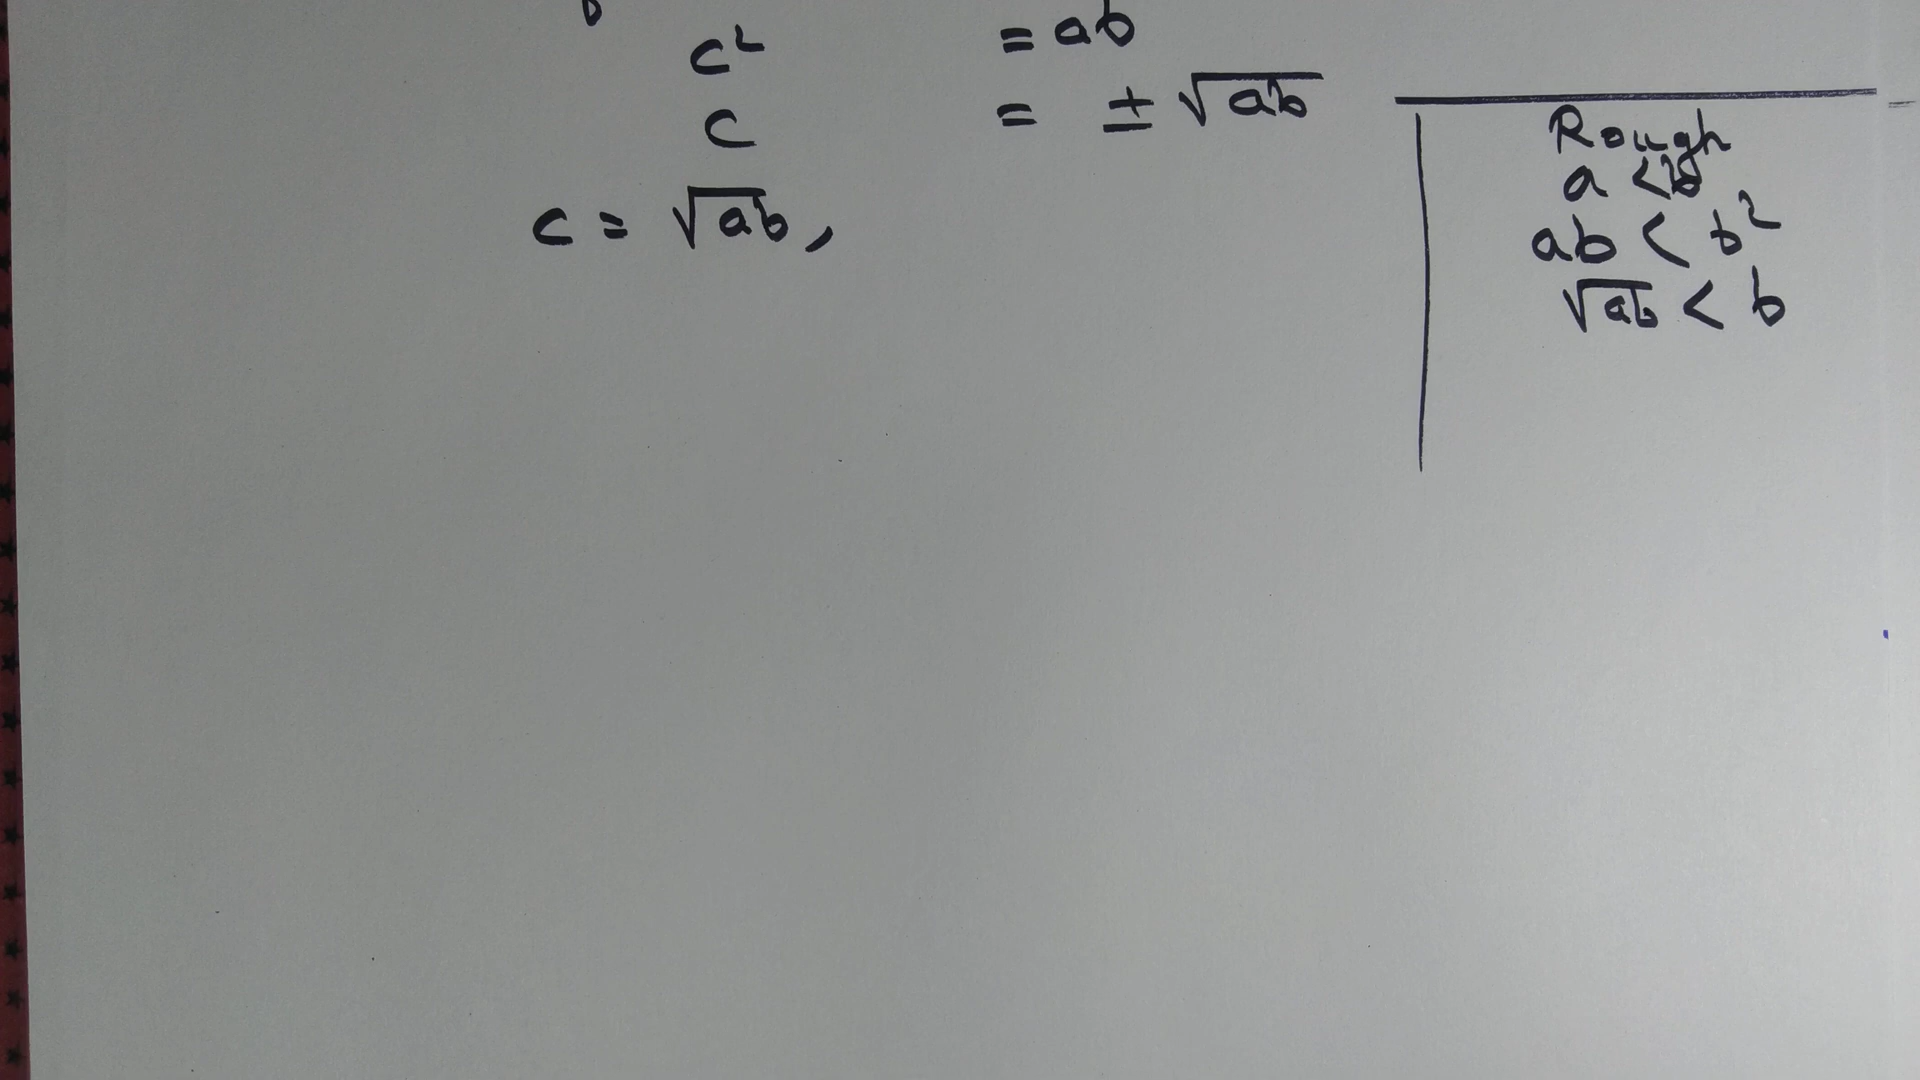 c² = ab
c = ± √ab
c = √ab,
Rough
a < b
ab < b²
√ab < b